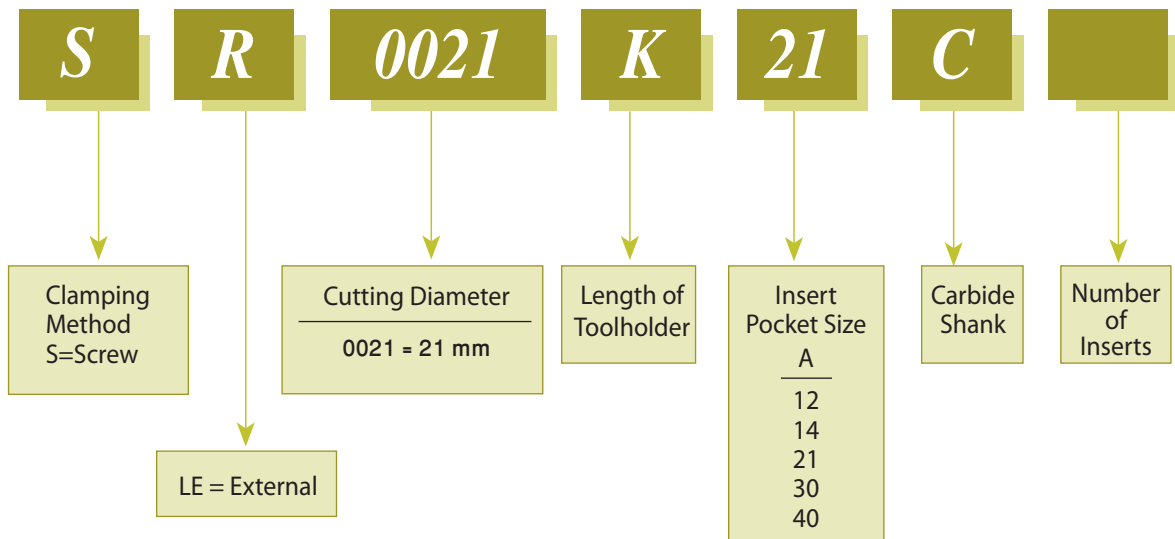 S R 0021 K 21 C
Clamping
Method
S=Screw
LE = External
Cutting Diameter
0021 = 21 mm
Length of
Toolholder
Insert
Pocket Size
A
12
14
21
30
40
Carbide
Shank
Number
of
Inserts